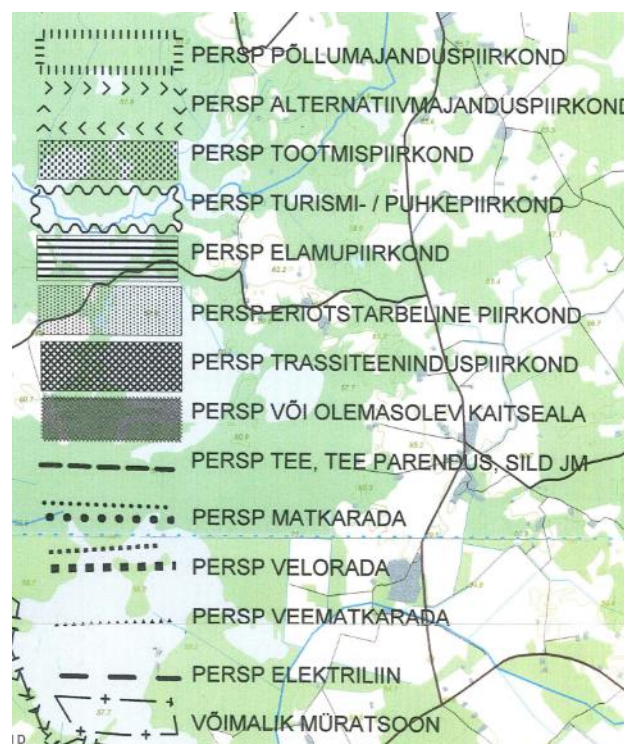 PERSP PÕLLUMAJANDUSPIIRKOND
PERSP ALTERNATIIVMAJANDUSPIIRKOND
PERSP TOOTMISPIIRKOND
PERSP TURISMI- / PUHKEPIIRKOND
PERSP ELAMUPIIRKOND
PERSP ERIOTSTARBELINE PIIRKOND
PERSP TRASSITEENINDUSPIIRKOND
PERSP VÕI OLEMASOLEV KAITSEALA
PERSP TEE, TEE PARENDUS, SILD JM
PERSP MATKARADA
PERSP VELORADA
PERSP VEEMATKARADA
PERSP ELEKTRILIIN
VÕIMALIK MÜRATSOON